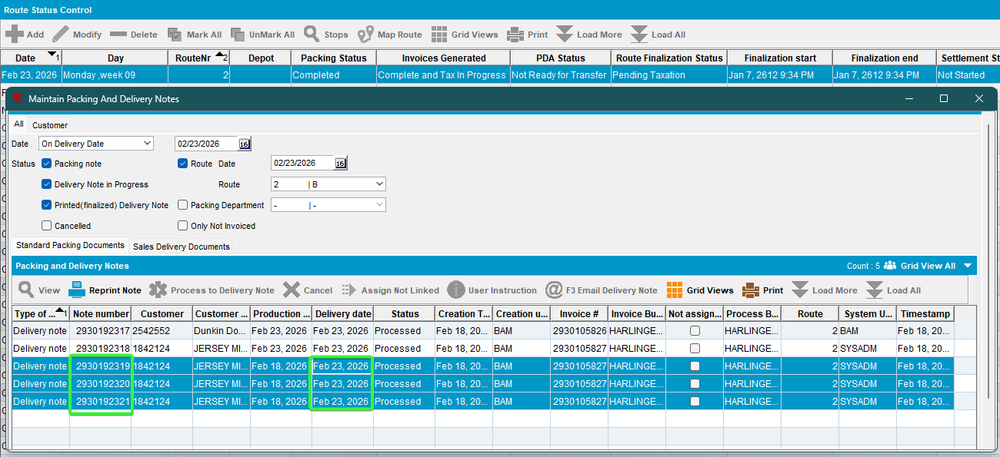 Route Status Control
Add Modify Delete Mark All UnMark All Stops Map Route Grid Views Print Load More Load All
Date 1 Day RouteNr 2 Depot Packing Status Invoices Generated PDA Status Route Finalization Status Finalization start Finalization end Settlement St
Feb 23, 2026 Monday ,week 09 2 Completed Complete and Tax In Progress Not Ready for Transfer Pending Taxation Jan 7, 2612 9:34 PM Jan 7, 2612 9:34 PM Not Started
Maintain Packing And Delivery Notes
All Customer
Date On Delivery Date 02/23/2026 16
Status Packing note Route Date 02/23/2026 16
Delivery Note in Progress Route 2 | B
Printed(finalized) Delivery Note Packing Department - | -
Cancelled Only Not Invoiced
Standard Packing Documents Sales Delivery Documents
Packing and Delivery Notes Count : 5 Grid View All
View Reprint Note Process to Delivery Note Cancel Assign Not Linked User Instruction F3 Email Delivery Note Grid Views Print Load More Load All
Type of ... 1 Note number Customer Customer ... Production ... Delivery date Status Creation T... Creation u... Invoice # Invoice Bu... Not assign... Process B... Route System U... Timestamp
Delivery note 2930192317 2542552 Dunkin Do... Feb 23, 2026 Feb 23, 2026 Processed Feb 18, 20... BAM 2930105826 HARLINGE... HARLINGE... 2 BAM Feb 18, 20...
Delivery note 2930192318 1842124 JERSEY MI... Feb 23, 2026 Feb 23, 2026 Processed Feb 18, 20... BAM 2930105827 HARLINGE... HARLINGE... 2 SYSADM Feb 18, 20...
Delivery note 2930192319 1842124 JERSEY MI... Feb 18, 2026 Feb 23, 2026 Processed Feb 18, 20... BAM 2930105827 HARLINGE... HARLINGE... 2 SYSADM Feb 18, 20...
Delivery note 2930192320 1842124 JERSEY MI... Feb 18, 2026 Feb 23, 2026 Processed Feb 18, 20... BAM 2930105827 HARLINGE... HARLINGE... 2 SYSADM Feb 18, 20...
Delivery note 2930192321 1842124 JERSEY MI... Feb 18, 2026 Feb 23, 2026 Processed Feb 18, 20... BAM 2930105827 HARLINGE... HARLINGE... 2 SYSADM Feb 18, 20...